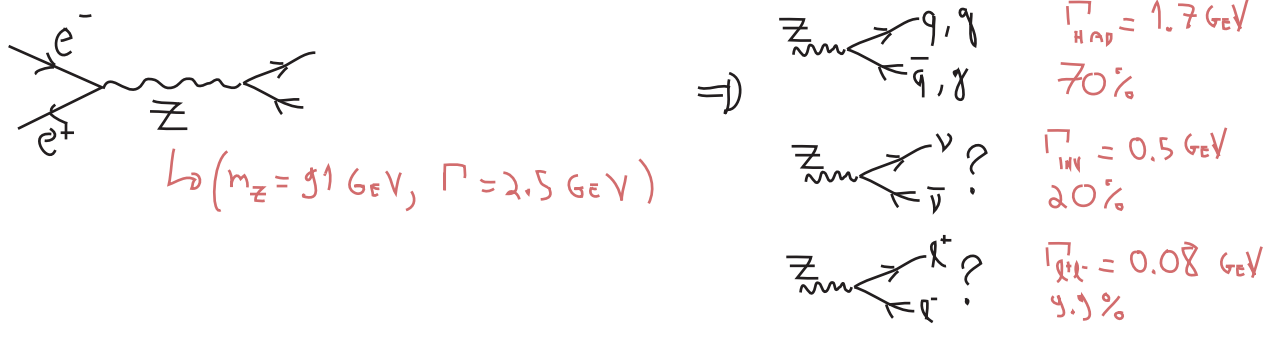 e⁻
e⁺
Z
↳ (m_Z = 91 GeV, Γ = 2.5 GeV)
⇒
Z q, g
q̄, g
Γ_HAD = 1.7 GeV
70%
Z ν ?
ν̄
Γ_INV = 0.5 GeV
20%
Z ℓ⁺ ?
ℓ⁻
Γ_ℓ⁺ℓ⁻ = 0.08 GeV
9.9%